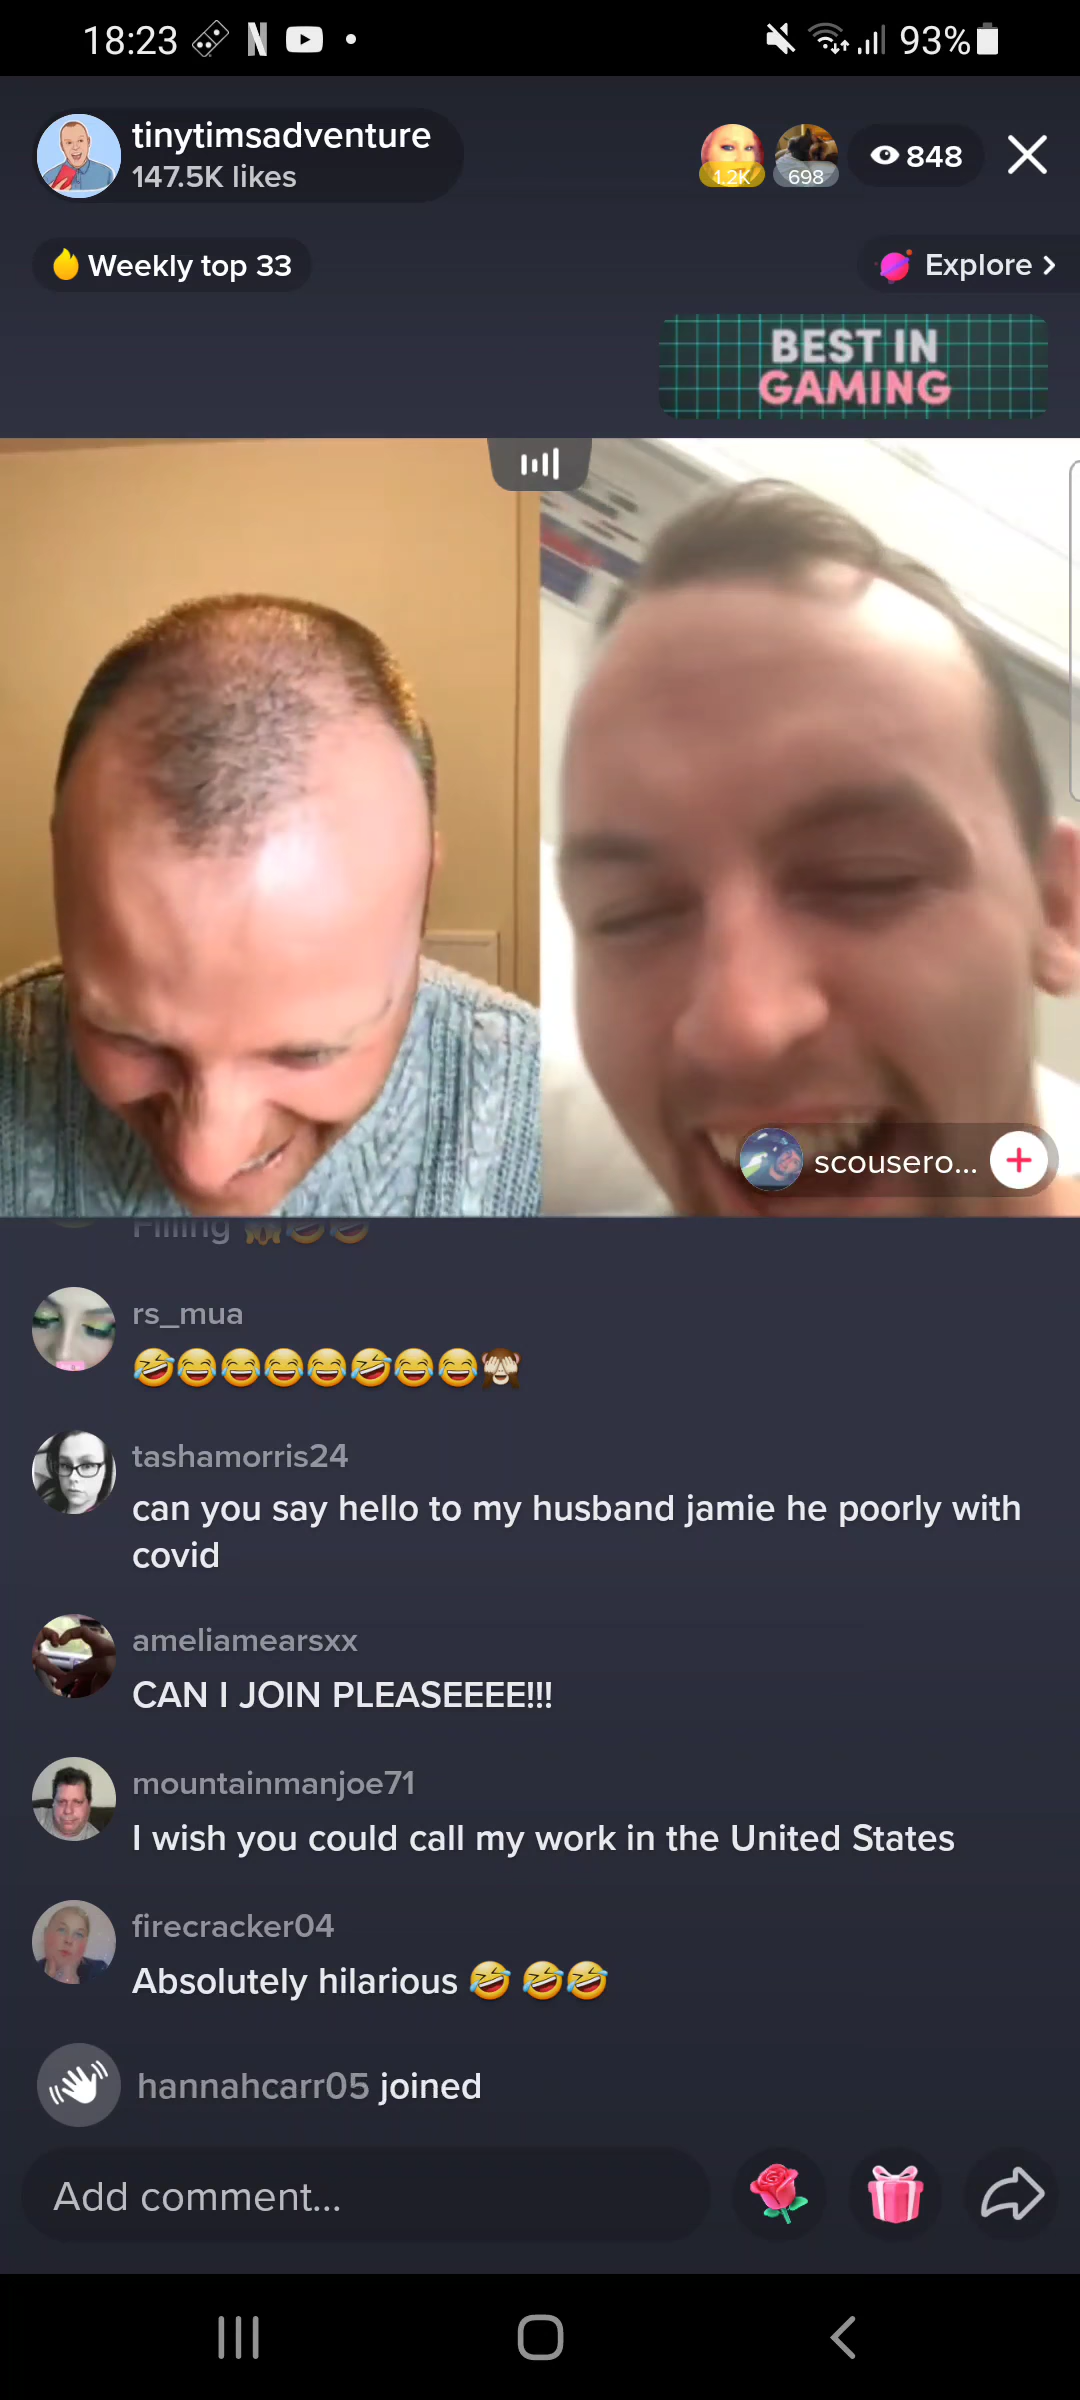 18:23
93%
tinytimsadventure
147.5K likes
1.2K
698
848
Weekly top 33
Explore
BEST IN
GAMING
scousero...
Filling
rs_mua
🤣😂😂😂😂🤣😂😂🙈
tashamorris24
can you say hello to my husband jamie he poorly with
covid
ameliamearsxx
CAN I JOIN PLEASEEEE!!!
mountainmanjoe71
I wish you could call my work in the United States
firecracker04
Absolutely hilarious 🤣 🤣🤣
hannahcarr05 joined
Add comment...